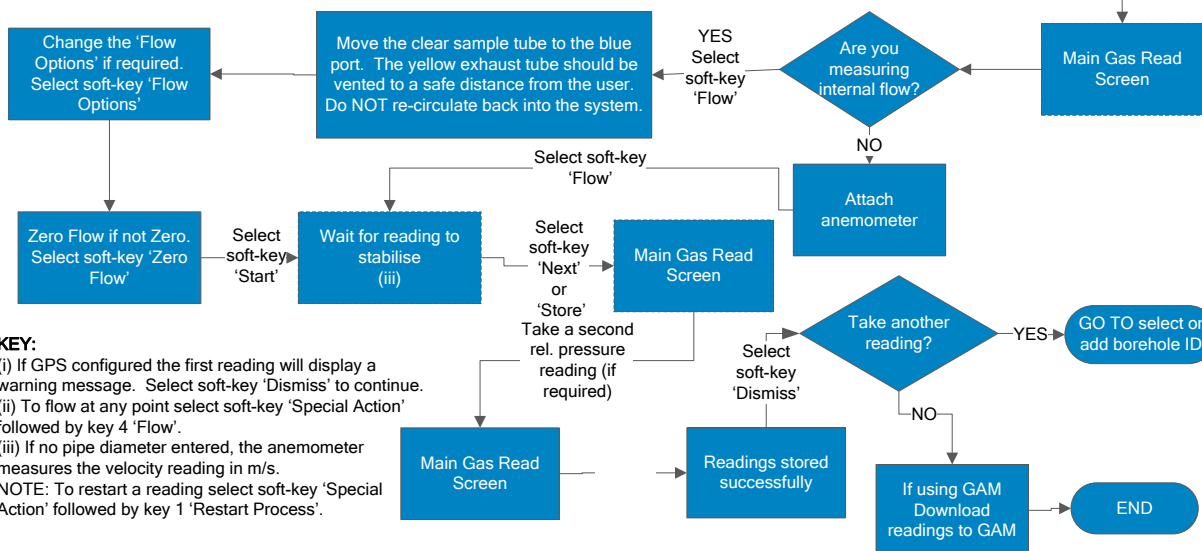 Main Gas Read
Screen
Are you
measuring
internal flow?
YES
Select
soft-key
'Flow'
Move the clear sample tube to the blue
port.  The yellow exhaust tube should be
vented to a safe distance from the user.
Do NOT re-circulate back into the system.
Change the 'Flow
Options' if required.
Select soft-key 'Flow
Options'
NO
Attach
anemometer
Select soft-key
'Flow'
Zero Flow if not Zero.
Select soft-key 'Zero
Flow'
Select
soft-key
'Start'
Wait for reading to
stabilise
(iii)
Select
soft-key
'Next'
or
'Store'
Main Gas Read
Screen
Take a second
rel. pressure
reading (if
required)
Main Gas Read
Screen
Readings stored
successfully
Select
soft-key
'Dismiss'
Take another
reading?
YES
GO TO select or
add borehole ID
NO
If using GAM
Download
readings to GAM
END
KEY:
(i) If GPS configured the first reading will display a
warning message.  Select soft-key 'Dismiss' to continue.
(ii) To flow at any point select soft-key 'Special Action'
followed by key 4 'Flow'.
(iii) If no pipe diameter entered, the anemometer
measures the velocity reading in m/s.
NOTE: To restart a reading select soft-key 'Special
Action' followed by key 1 'Restart Process'.